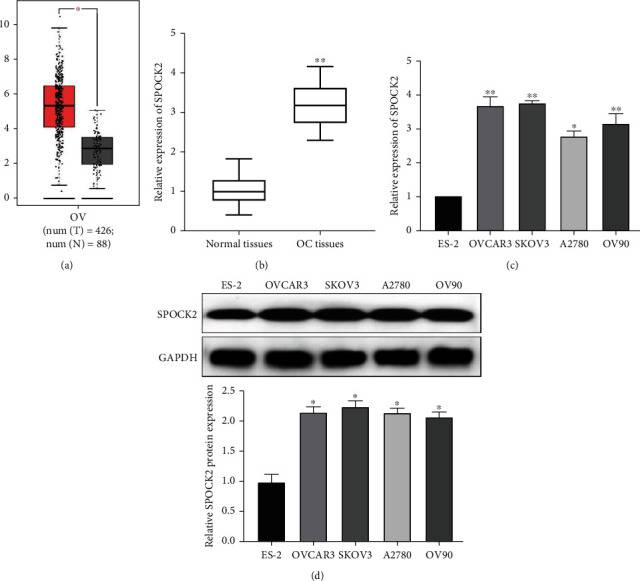 10
8
6
4
2
0
*
OV
(num (T) = 426;
num (N) = 88)
(a)
Relative expression of SPOCK2
5
4
3
2
1
0
**
Normal tissues OC tissues
(b)
Relative expression of SPOCK2
5
4
3
2
1
0
** ** * **
ES-2 OVCAR3 SKOV3 A2780 OV90
(c)
ES-2 OVCAR3 SKOV3 A2780 OV90
SPOCK2
GAPDH
Relative SPOCK2 protein expression
2.5
2.0
1.5
1.0
0.5
0.0
* * * *
ES-2 OVCAR3 SKOV3 A2780 OV90
(d)